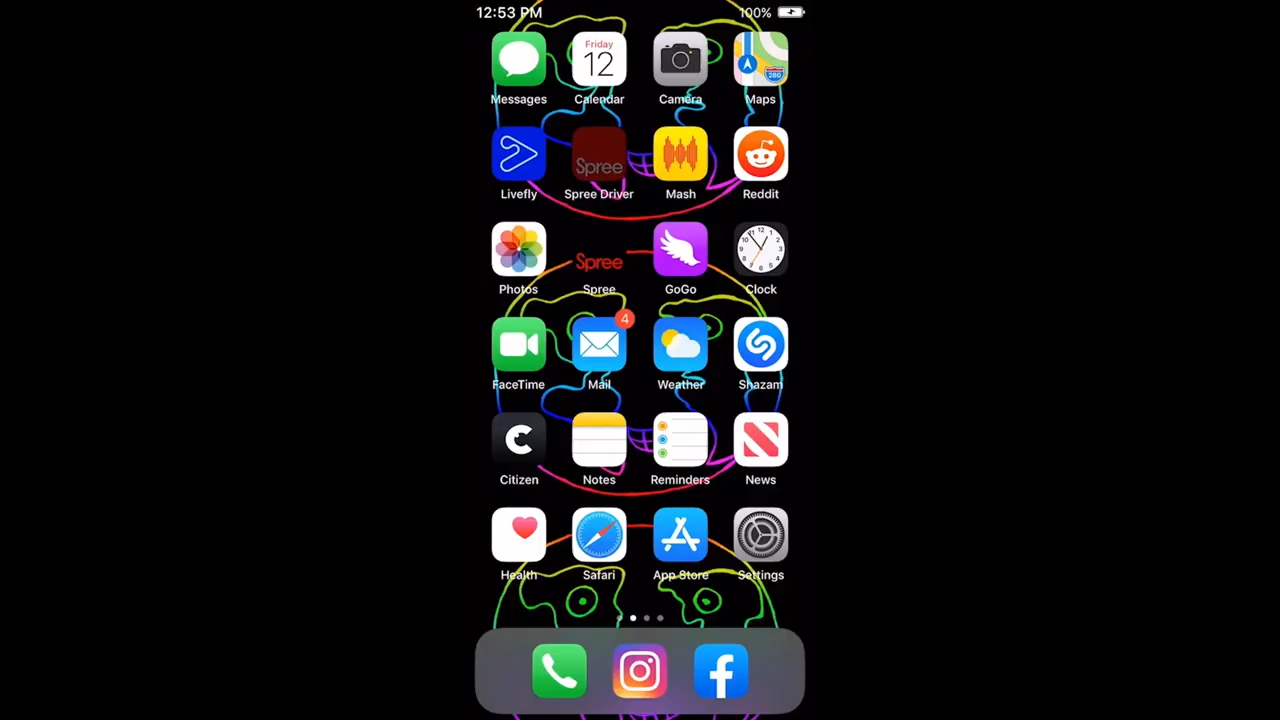 12:53 PM 100%
Friday
12
280
Messages Calendar Camera Maps
Spree
Livefly Spree Driver Mash Reddit
12
Spree
Photos Spree GoGo Clock
4
FaceTime Mail Weather Shazam
Citizen Notes Reminders News
Health Safari App Store Settings